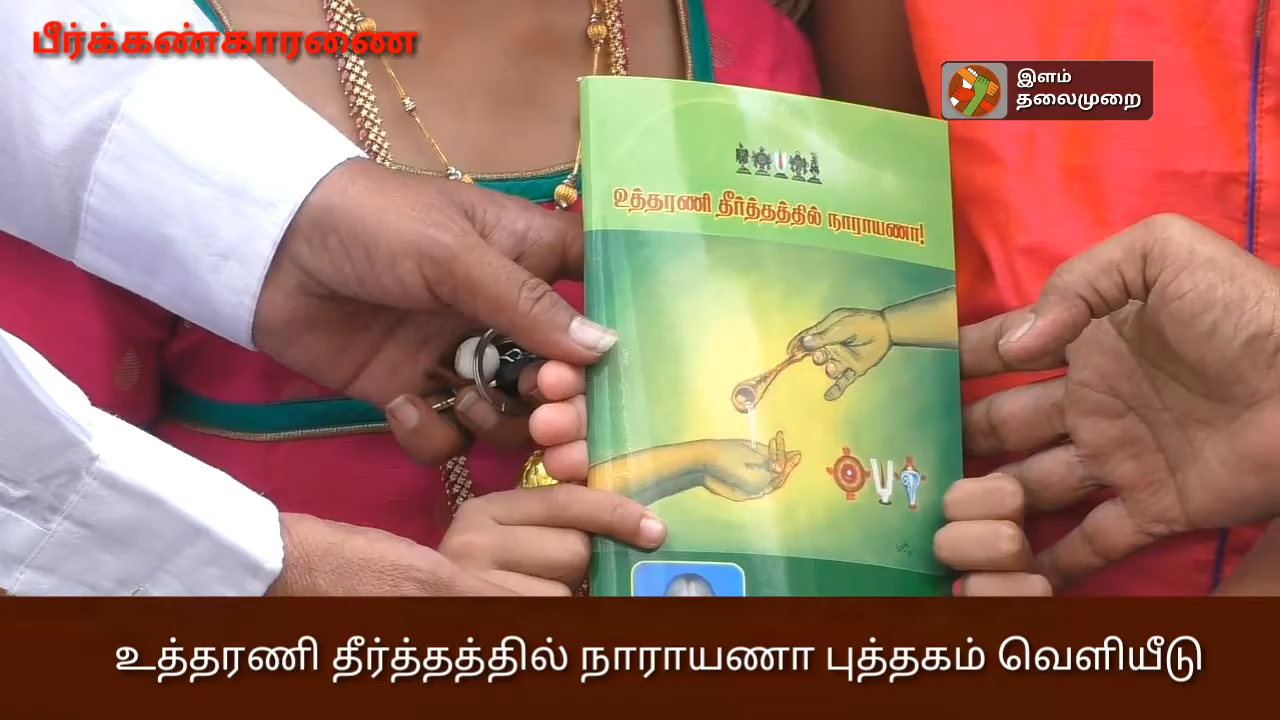 பீர்க்கண்காரணை
இளம்
தலைமுறை
உத்தரணி தீர்த்தத்தில் நாராயணா!
உத்தரணி தீர்த்தத்தில் நாராயணா புத்தகம் வெளியீடு